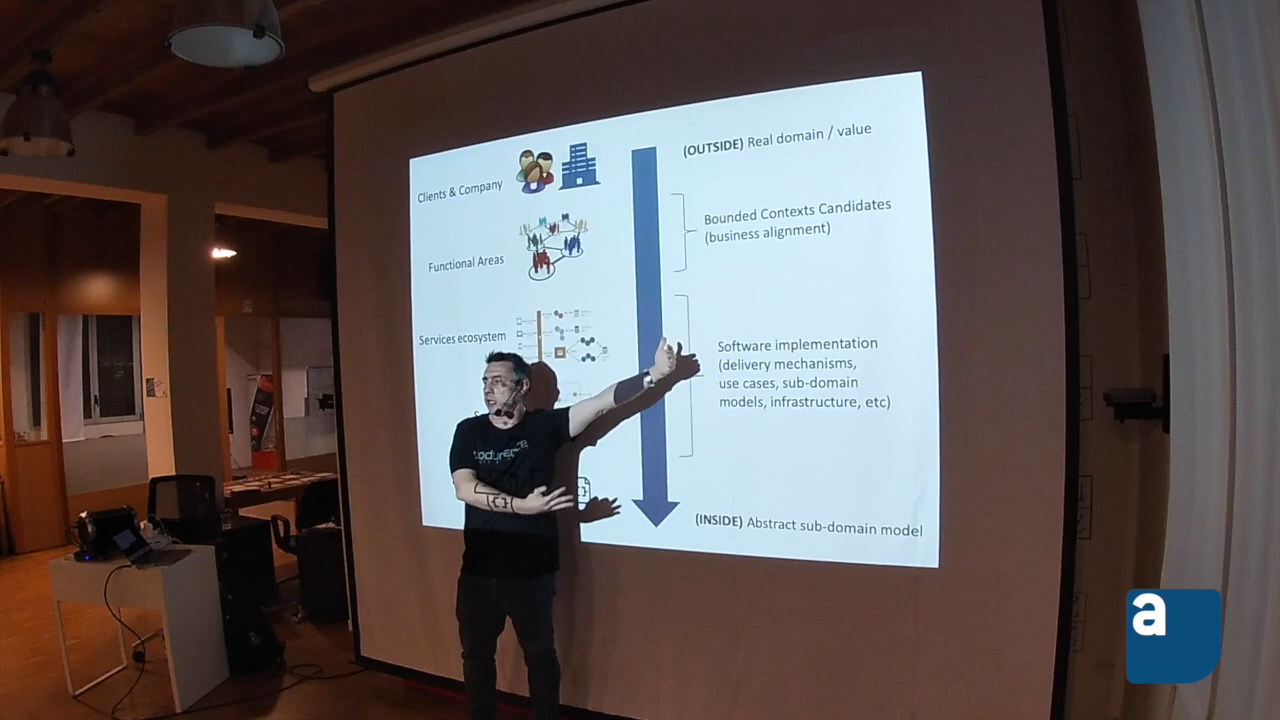 (OUTSIDE) Real domain / value
Clients & Company
Bounded Contexts Candidates
(business alignment)
Functional Areas
Services ecosystem
Software implementation
(delivery mechanisms,
use cases, sub-domain
models, infrastructure, etc)
(INSIDE) Abstract sub-domain model
a